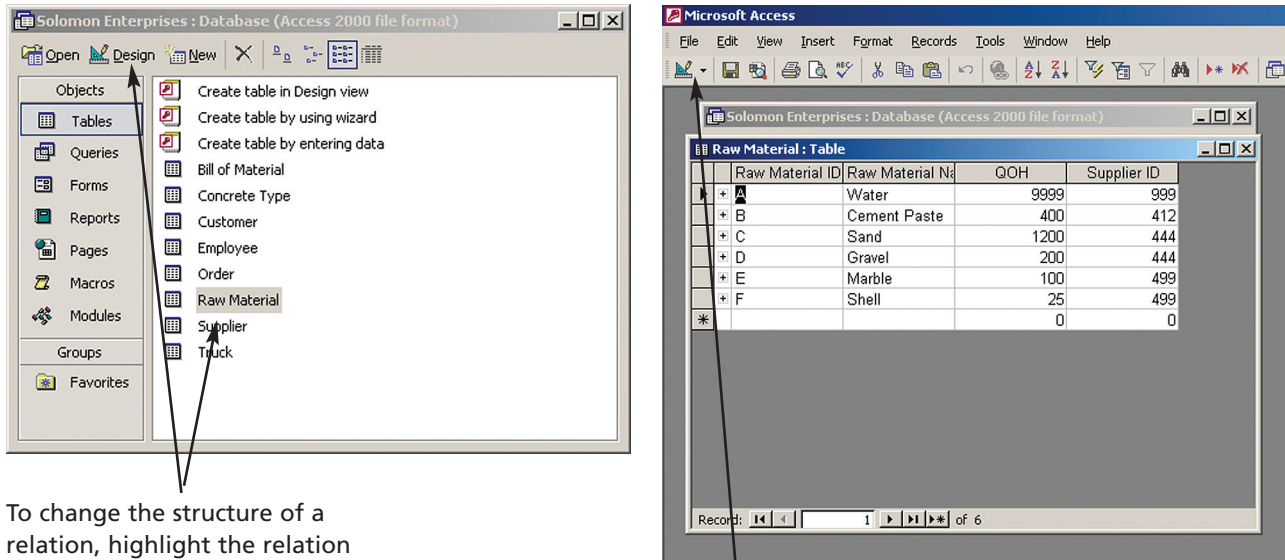 Solomon Enterprises : Database (Access 2000 file format)
Open Design New
Objects
Tables
Queries
Forms
Reports
Pages
Macros
Modules
Groups
Favorites
Create table in Design view
Create table by using wizard
Create table by entering data
Bill of Material
Concrete Type
Customer
Employee
Order
Raw Material
Supplier
Truck
To change the structure of a
relation, highlight the relation
Microsoft Access
File Edit View Insert Format Records Tools Window Help
Solomon Enterprises : Database (Access 2000 file format)
Raw Material : Table
Raw Material ID Raw Material Na QOH Supplier ID
A Water 9999 999
B Cement Paste 400 412
C Sand 1200 444
D Gravel 200 444
E Marble 100 499
F Shell 25 499
0 0
Record: 1 of 6